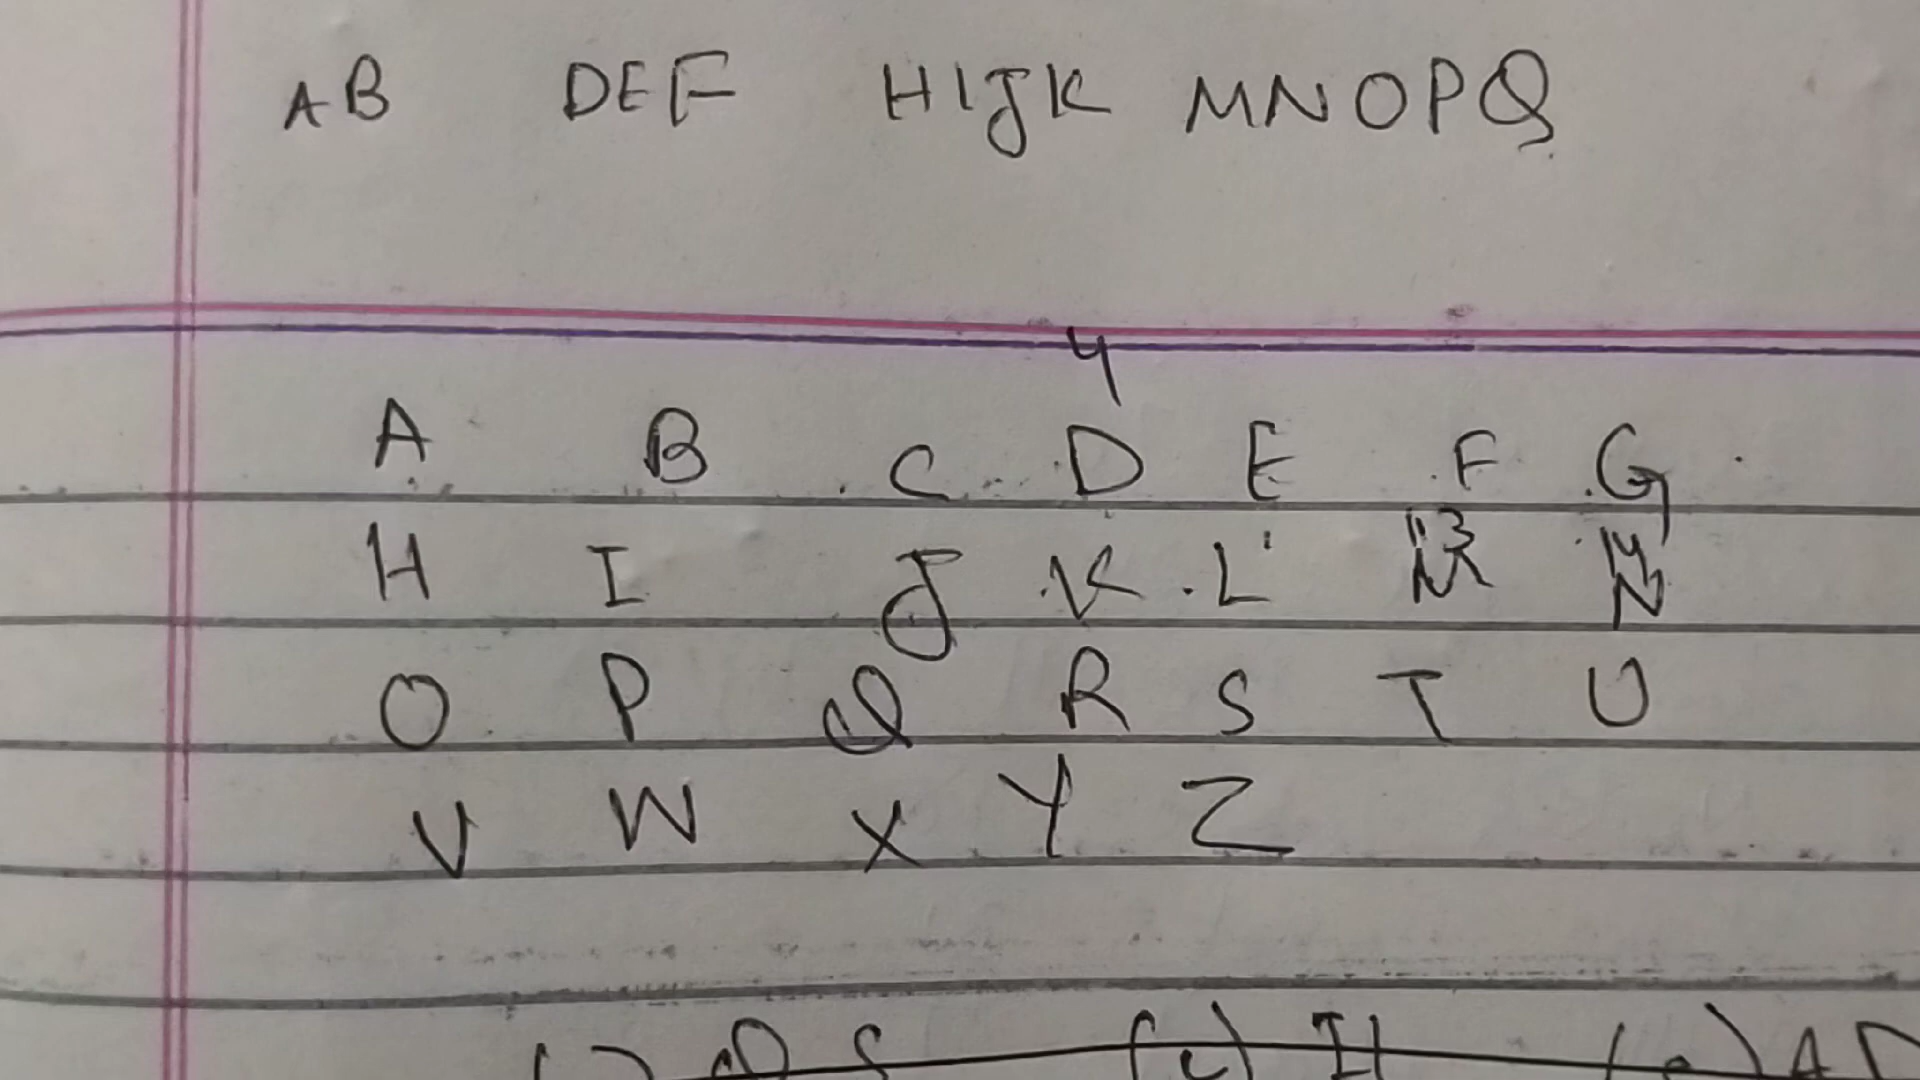 AB DEF HIJK MNOPQ
4
A B C D E F G
13 14
H I J K L M N
O P Q R S T U
V W X Y Z